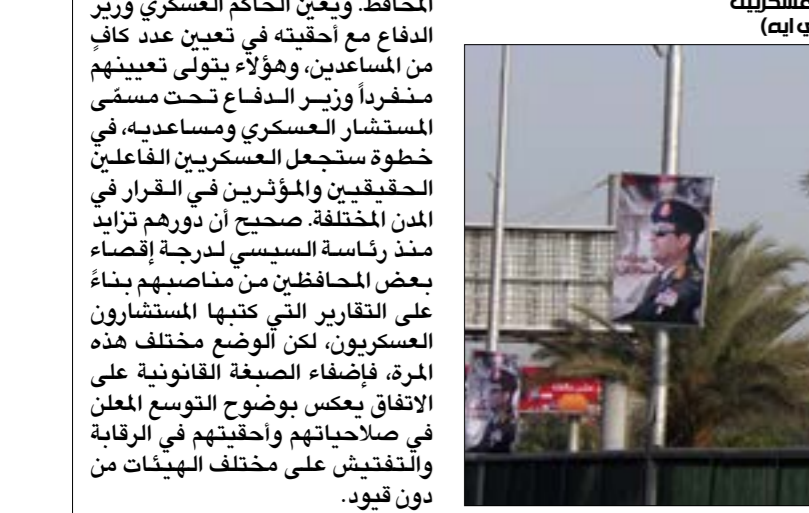 عسكرييه
ي ايه)
المحافظ. ويعين الحاكم العسكري وزير
الدفاع مع أحقيته في تعيين عدد كافٍ
من المساعدين، وهؤلاء يتولى تعيينهم
منفرداً وزير الدفاع تحت مسمّى
المستشار العسكري ومساعديه، في
خطوة ستجعل العسكريين الفاعلين
الحقيقيين والمؤثرين في القرار في
المدن المختلفة. صحيح أن دورهم تزايد
منذ رئاسة السيسي لدرجة إقصاء
بعض المحافظين من مناصبهم بناءً
على التقارير التي كتبها المستشارون
العسكريون، لكن الوضع مختلف هذه
المرة، فإضفاء الصبغة القانونية على
الاتفاق يعكس بوضوح التوسع المعلن
في صلاحياتهم وأحقيتهم في الرقابة
والتفتيش على مختلف الهيئات من
دون قيود.